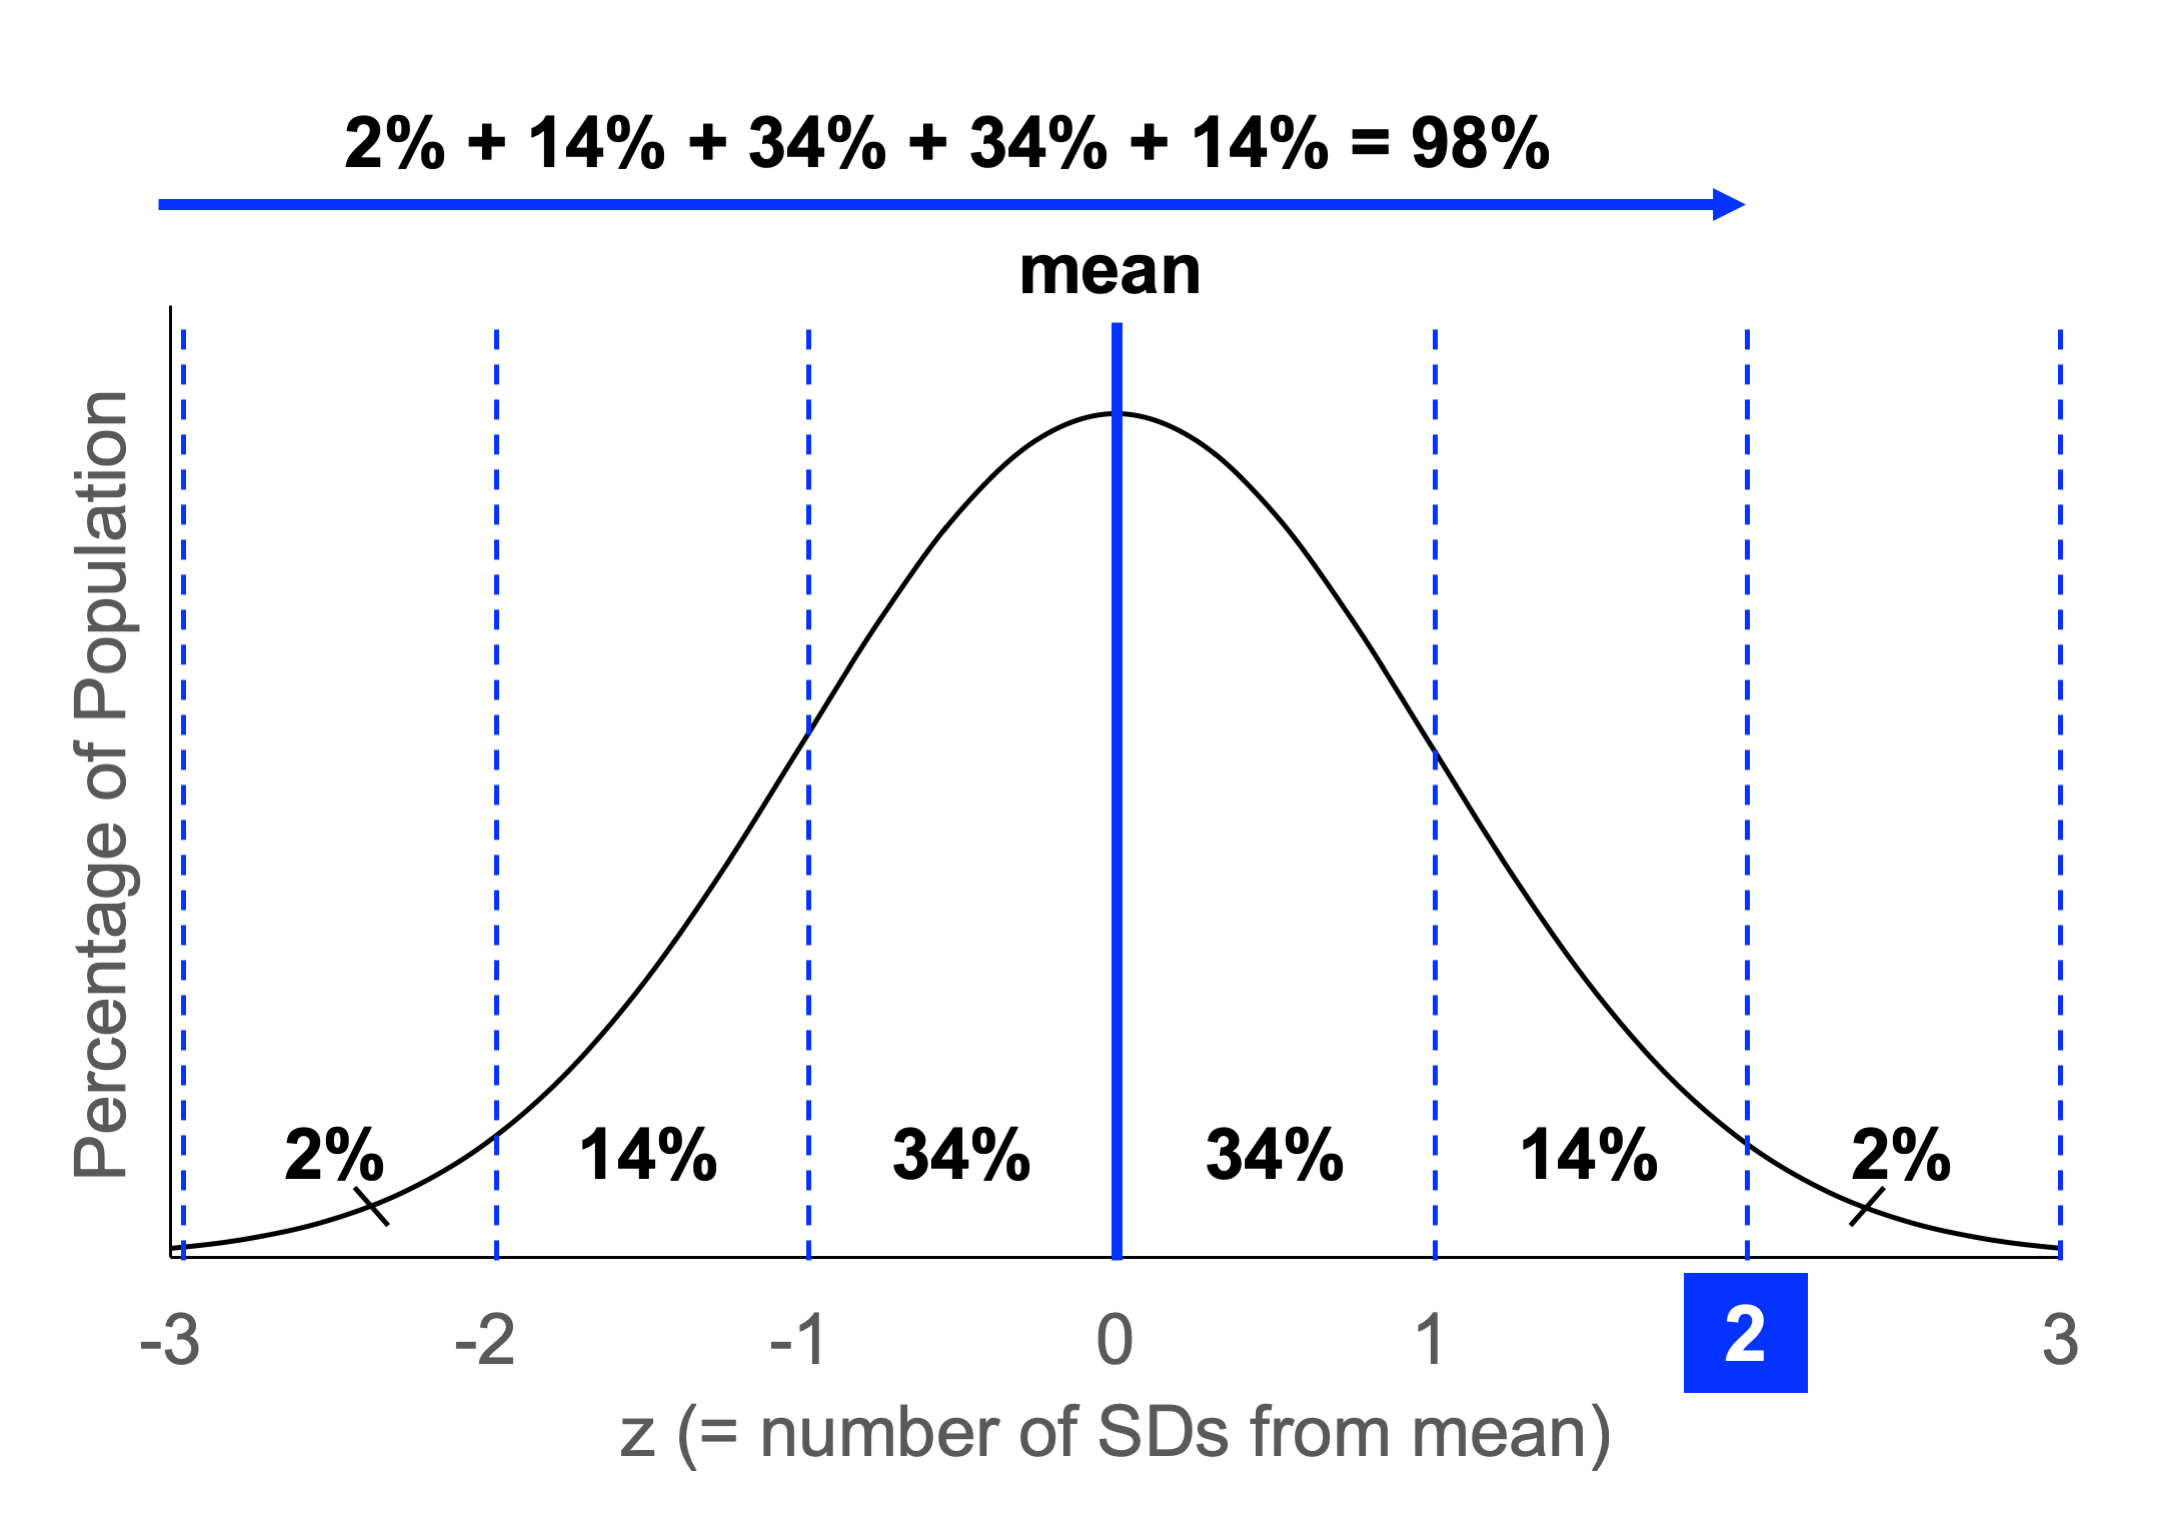 2% + 14% + 34% + 34% + 14% = 98%
mean
Percentage of Population
2% 14% 34% 34% 14% 2%
-3 -2 -1 0 1 2 3
z (= number of SDs from mean)